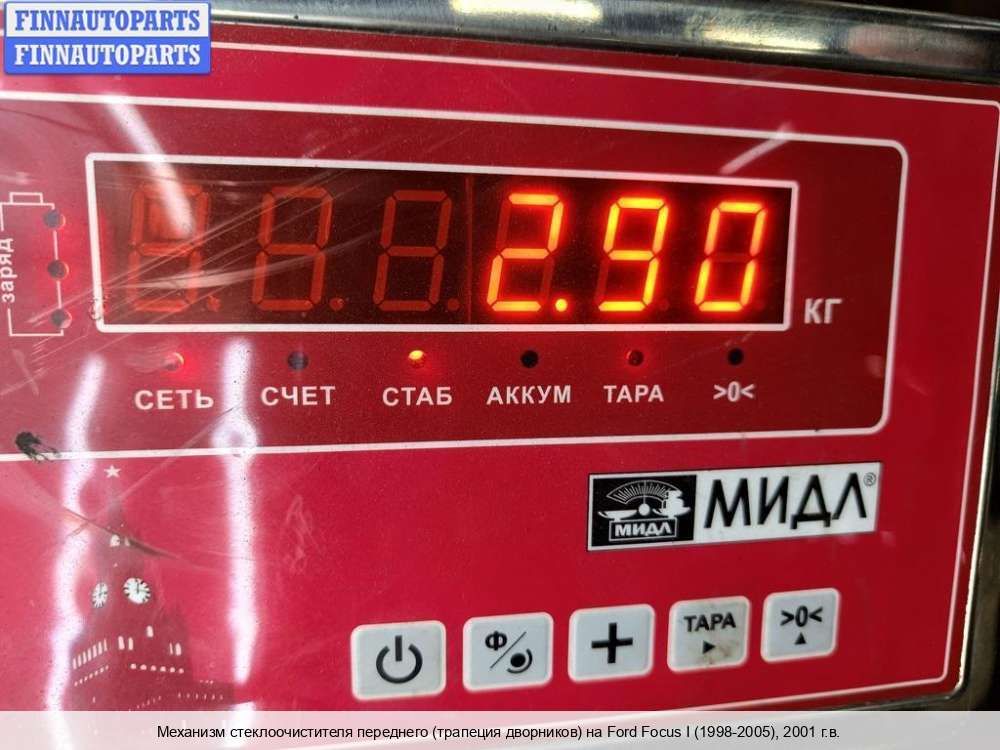 FINNAUTOPARTS
FINNAUTOPARTS
2.90
КГ
заряд
СЕТЬ СЧЕТ СТАБ АККУМ ТАРА >0<
МИДЛ МИДЛ®
Ф ТАРА >0<
Механизм стеклоочистителя переднего (трапеция дворников) на Ford Focus I (1998-2005), 2001 г.в.